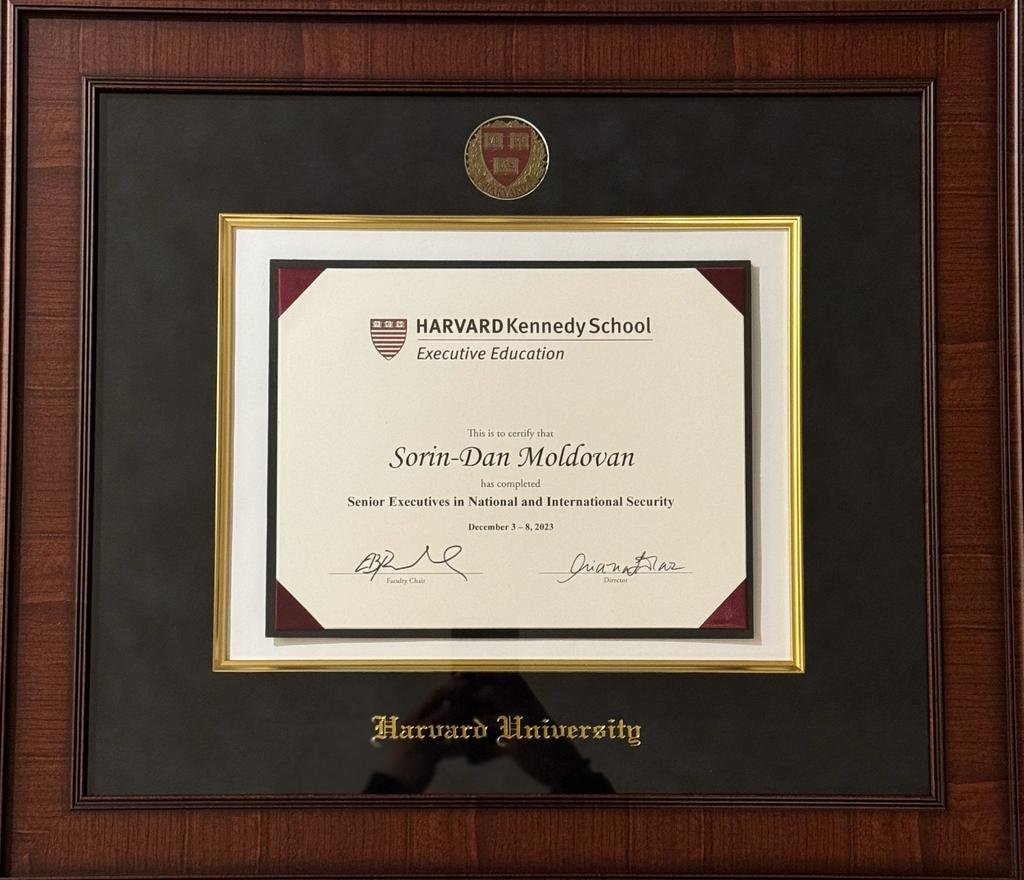 HARVARD Kennedy School
Executive Education
This is to certify that
Sorin-Dan Moldovan
has completed
Senior Executives in National and International Security
December 3 – 8, 2023
Faculty Chair
Director
Harvard University